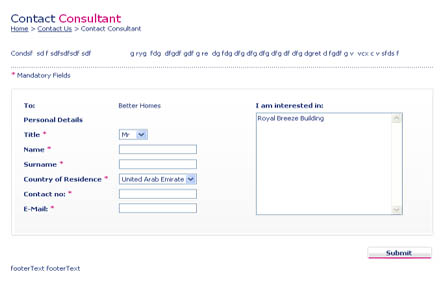 Contact Consultant
Home > Contact Us > Contact Consultant
Condsif sd f sdfsdfsdf sdf g ryg fdg dfgdf gdf g re dg fdg dfg dfg dfg dfg df dfg dgret d fgdf g v vcx c v sfds f
* Mandatory Fields
To: Better Homes
I am interested in:
Personal Details
Royal Breeze Building
Title * Mr
Name *
Surname *
Country of Residence * United Arab Emirate
Contact no: *
E-Mail: *
Submit
footerText footerText